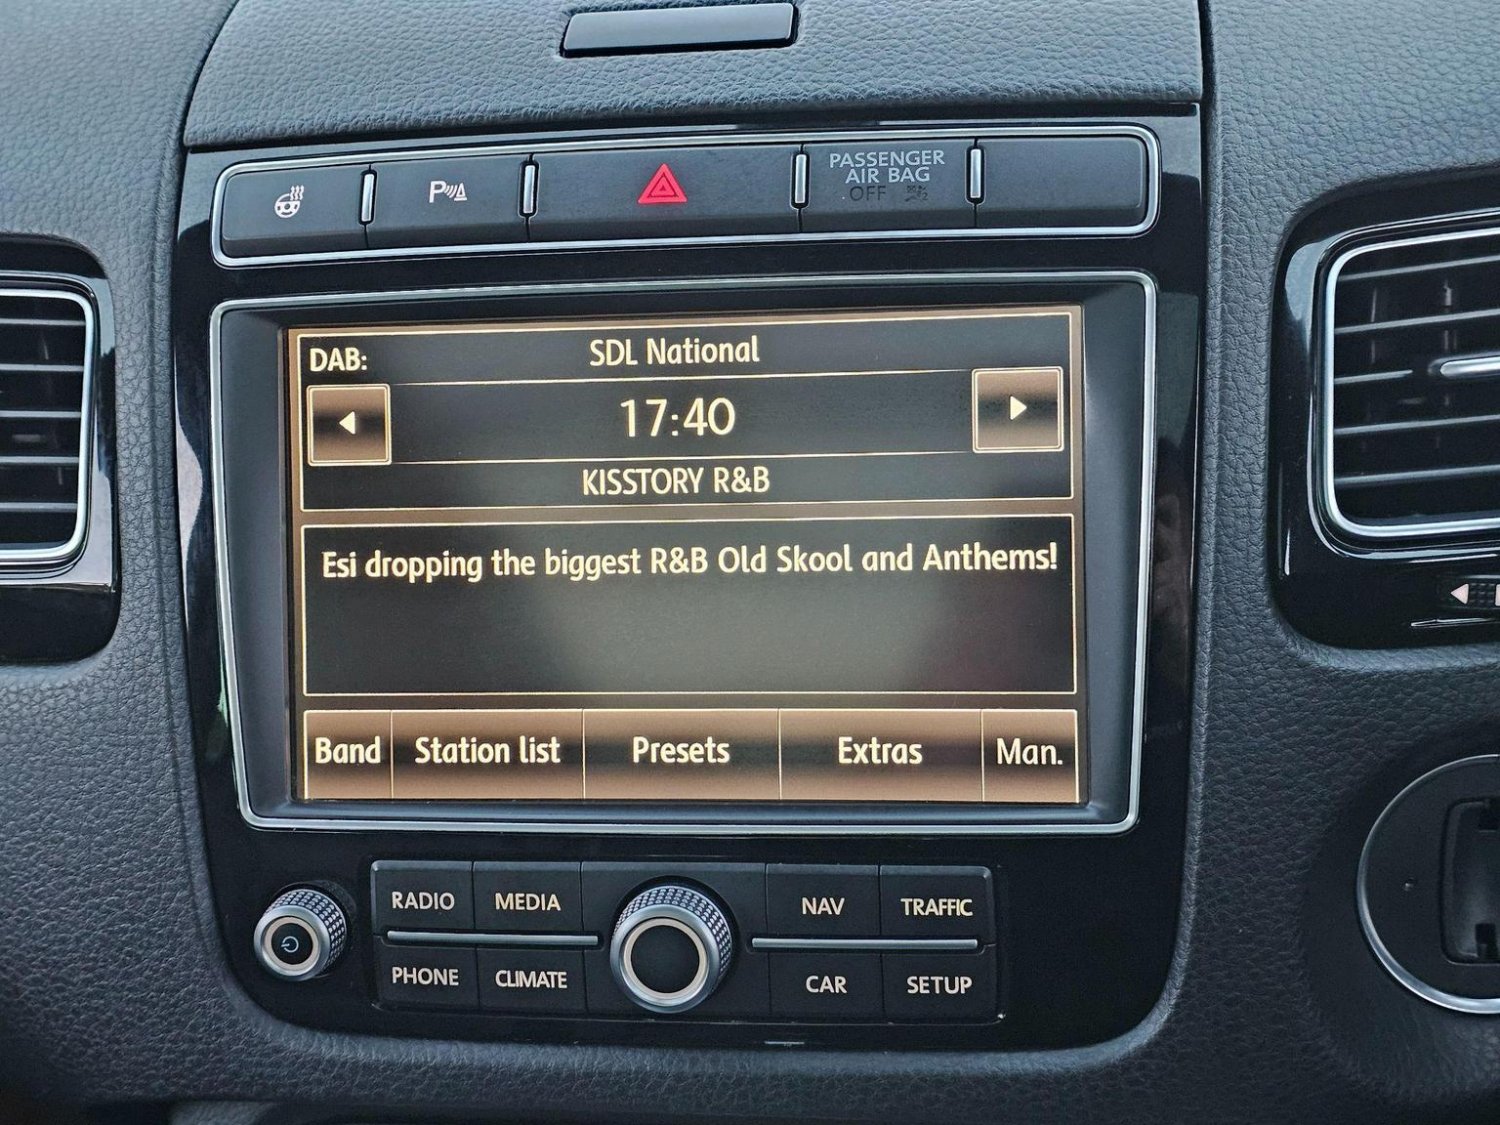 P
PASSENGER
AIR BAG
OFF
DAB:
SDL National
17:40
KISSTORY R&B
Esi dropping the biggest R&B Old Skool and Anthems!
Band
Station list
Presets
Extras
Man.
RADIO
MEDIA
NAV
TRAFFIC
PHONE
CLIMATE
CAR
SETUP